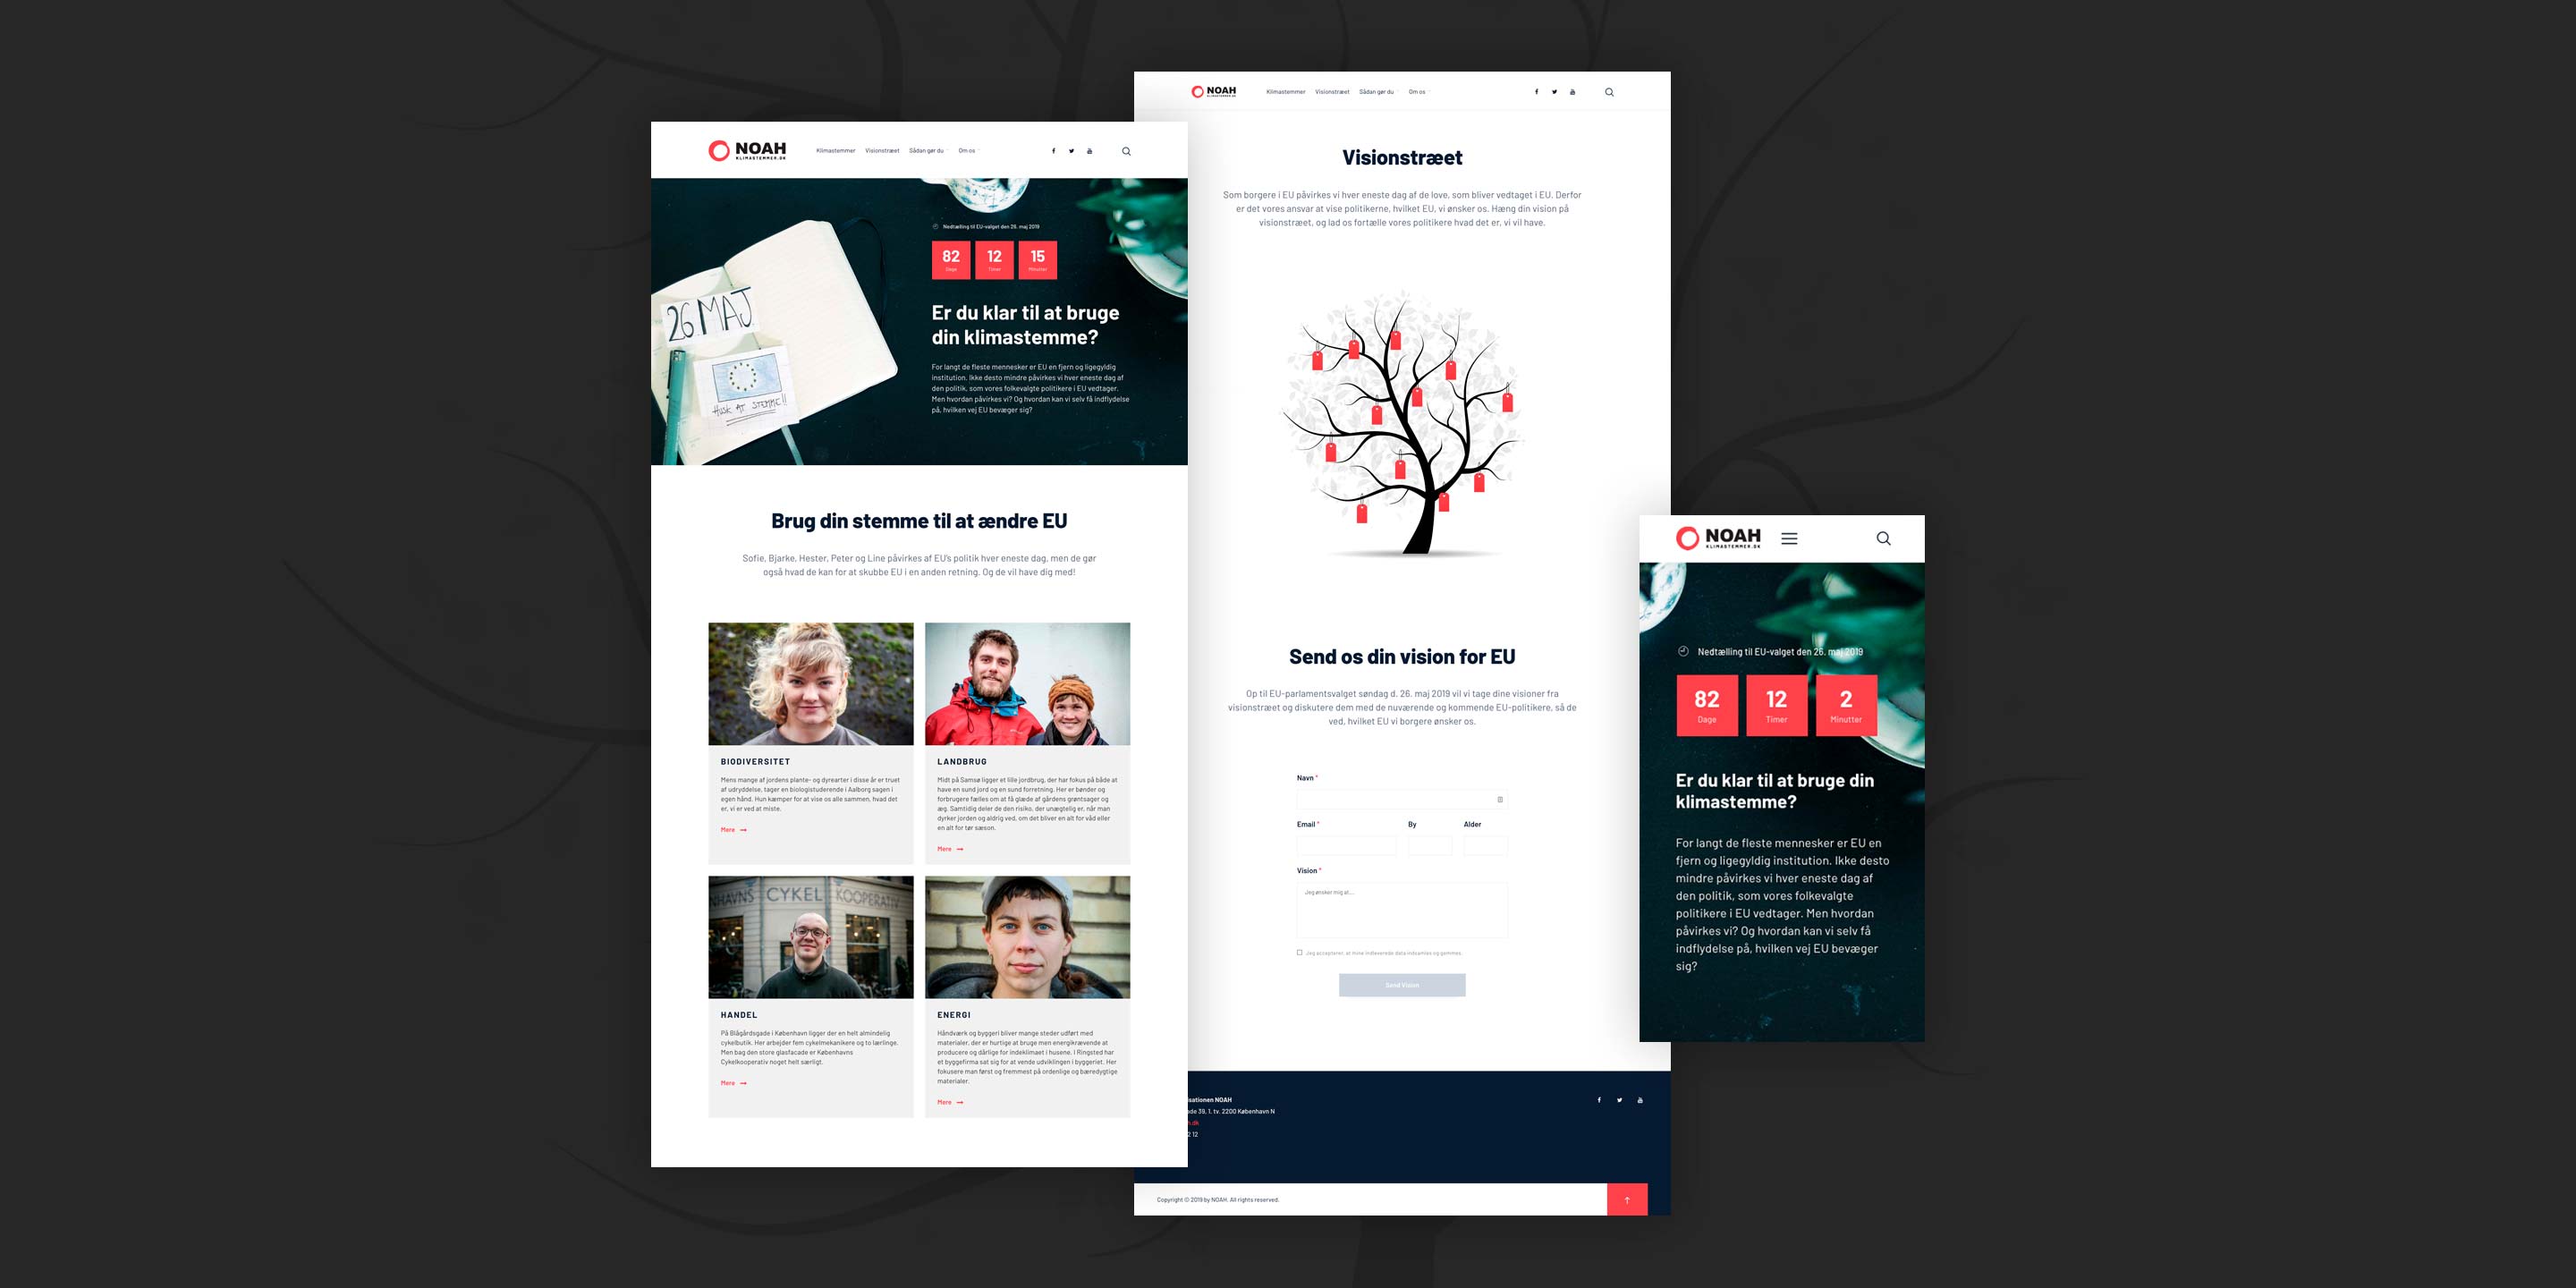 NOAH
KLIMASTEMMER.DK
Klimastemmer Visionstræet Sådan gør du Om os
Nedtælling til EU-valget den 26. maj 2019
82 12 15
Dage Timer Minutter
Er du klar til at bruge
din klimastemme?
For langt de fleste mennesker er EU en fjern og ligegyldig
institution. Ikke desto mindre påvirkes vi hver eneste dag af
den politik, som vores folkevalgte politikere i EU vedtager.
Men hvordan påvirkes vi? Og hvordan kan vi selv få indflydelse
på, hvilken vej EU bevæger sig?
26 MAJ
HUSK AT STEMME!!
Brug din stemme til at ændre EU
Sofie, Bjarke, Hester, Peter og Line påvirkes af EU's politik hver eneste dag, men de gør
også hvad de kan for at skubbe EU i en anden retning. Og de vil have dig med!
BIODIVERSITET
Mens mange af jordens plante- og dyrearter i disse år er truet
af udryddelse, tager en biologistuderende i Aalborg sagen i
egen hånd. Hun kæmper for at vise os alle sammen, hvad det
er, vi er ved at miste.
Mere →
LANDBRUG
Midt på Samsø ligger et lille jordbrug, der har fokus på både at
have en sund jord og en sund forretning. Her er bønder og
forbrugere fælles om at få glæde af gårdens grøntsager og
æg. Samtidig deler de den risiko, der unægtelig er, når man
dyrker jorden og aldrig ved, om det bliver en alt for våd eller
en alt for tør sæson.
Mere →
HAVNS CYKEL KOOPERATIV
HANDEL
På Blågårdsgade i København ligger der en helt almindelig
cykelbutik. Her arbejder fem cykelmekanikere og to lærlinge.
Men bag den store glasfacade er Københavns
Cykelkooperativ noget helt særligt.
Mere →
ENERGI
Håndværk og byggeri bliver mange steder udført med
materialer, der er hurtige at bruge men energikrævende at
producere og dårlige for indeklimaet i husene. I Ringsted har
et byggefirma sat sig for at vende udviklingen i byggeriet. Her
fokusere man først og fremmest på ordenlige og bæredygtige
materialer.
Mere →
NOAH
KLIMASTEMMER.DK
Klimastemmer Visionstræet Sådan gør du Om os
Visionstræet
Som borgere i EU påvirkes vi hver eneste dag af de love, som bliver vedtaget i EU. Derfor
er det vores ansvar at vise politikerne, hvilket EU, vi ønsker os. Hæng din vision på
visionstræet, og lad os fortælle vores politikere hvad det er, vi vil have.
Send os din vision for EU
Op til EU-parlamentsvalget søndag d. 26. maj 2019 vil vi tage dine visioner fra
visionstræet og diskutere dem med de nuværende og kommende EU-politikere, så de
ved, hvilket EU vi borgere ønsker os.
Navn *
Email * By Alder
Vision *
Jeg ønsker mig at...
Jeg accepterer, at mine indleverede data indsamles og gemmes.
Send Vision
sationen NOAH
de 39, 1. tv. 2200 København N
.dk
2 12
Copyright © 2019 by NOAH. All rights reserved.
NOAH
KLIMASTEMMER.DK
Nedtælling til EU-valget den 26. maj 2019
82 12 2
Dage Timer Minutter
Er du klar til at bruge din
klimastemme?
For langt de fleste mennesker er EU en
fjern og ligegyldig institution. Ikke desto
mindre påvirkes vi hver eneste dag af
den politik, som vores folkevalgte
politikere i EU vedtager. Men hvordan
påvirkes vi? Og hvordan kan vi selv få
indflydelse på, hvilken vej EU bevæger
sig?